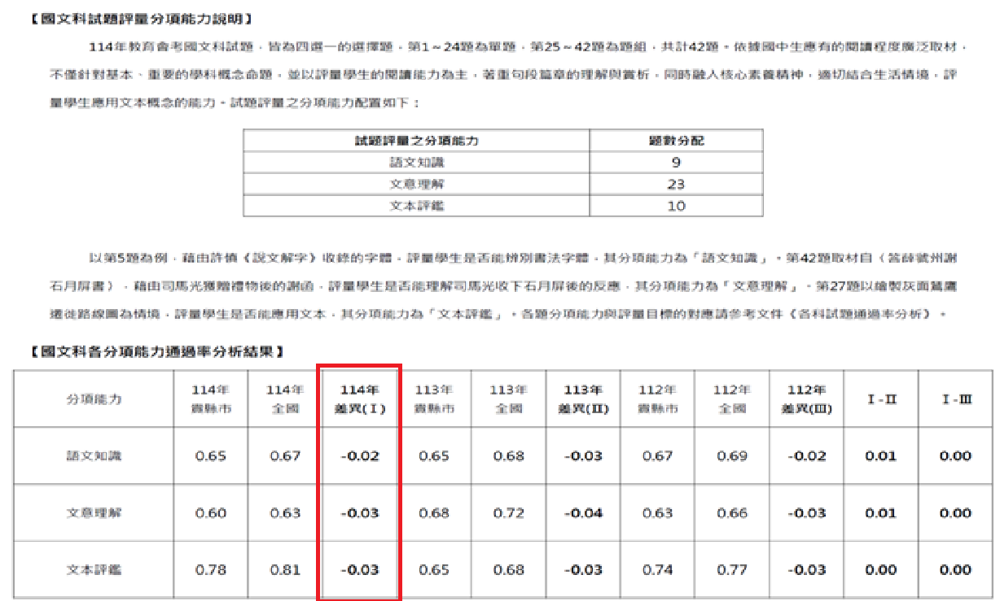 【國文科試題評量分項能力說明】
114年教育會考國文科試題，皆為四選一的選擇題，第1~24題為單題，第25~42題為題組，共計42題。依據國中生應有的閱讀程度廣泛取材，
不僅針對基本、重要的學科概念命題，並以評量學生的閱讀能力為主，著重句段篇章的理解與賞析，同時融入核心素養精神，適切結合生活情境，評
量學生應用文本概念的能力。試題評量之分項能力配置如下：
試題評量之分項能力 題數分配
語文知識 9
文意理解 23
文本評鑑 10
以第5題為例，藉由許慎《說文解字》收錄的字體，評量學生是否能辨別書法字體，其分項能力為「語文知識」。第42題取材自〈答薛虢州謝
石月屏書〉，藉由司馬光獲贈禮物後的謝函，評量學生是否能理解司馬光收下石月屏後的反應，其分項能力為「文意理解」。第27題以繪製灰面鵟鷹
遷徙路線圖為情境，評量學生是否能應用文本，其分項能力為「文本評鑑」。各題分項能力與評量目標的對應請參考文件《各科試題通過率分析》。
【國文科各分項能力通過率分析結果】
分項能力 114年 貴縣市 114年 全國 114年 差異(I) 113年 貴縣市 113年 全國 113年 差異(II) 112年 貴縣市 112年 全國 112年 差異(III) I-II I-III
語文知識 0.65 0.67 -0.02 0.65 0.68 -0.03 0.67 0.69 -0.02 0.01 0.00
文意理解 0.60 0.63 -0.03 0.68 0.72 -0.04 0.63 0.66 -0.03 0.01 0.00
文本評鑑 0.78 0.81 -0.03 0.65 0.68 -0.03 0.74 0.77 -0.03 0.00 0.00